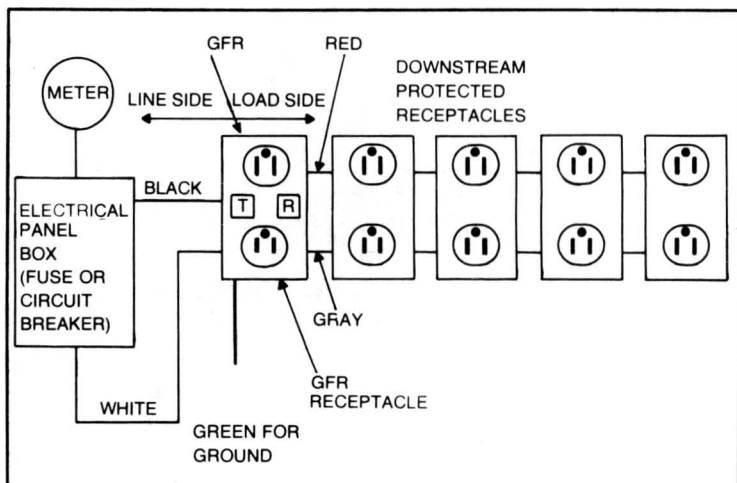 GFR
RED
METER
DOWNSTREAM
PROTECTED
RECEPTACLES
LINE SIDE
LOAD SIDE
BLACK
T
R
ELECTRICAL
PANEL
BOX
(FUSE OR
CIRCUIT
BREAKER)
GRAY
WHITE
GFR
RECEPTACLE
GREEN FOR
GROUND